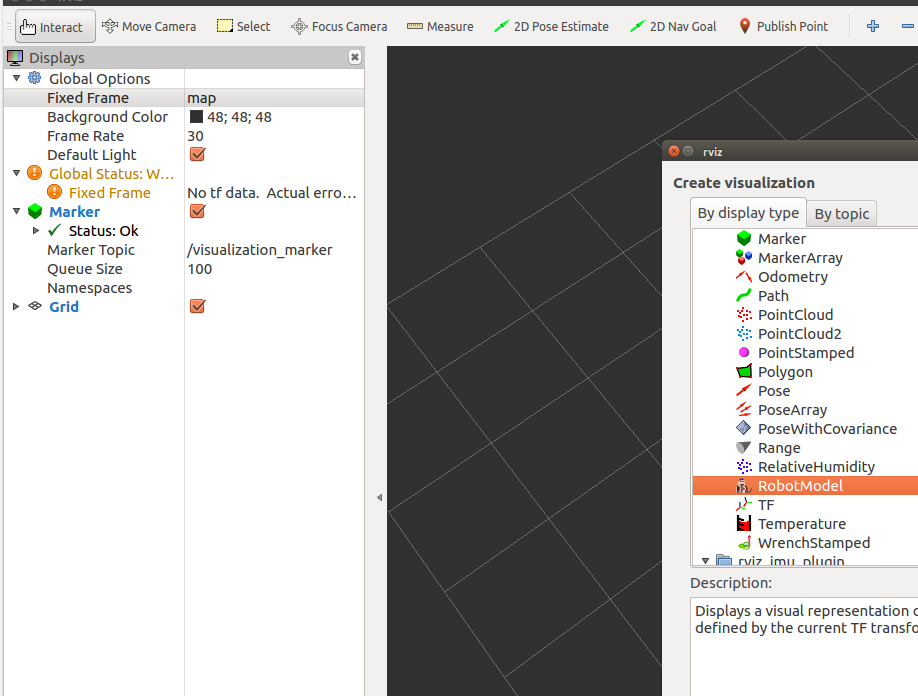 Interact Move Camera Select Focus Camera Measure 2D Pose Estimate 2D Nav Goal Publish Point
Displays
Global Options
Fixed Frame map
Background Color 48; 48; 48
Frame Rate 30
Default Light
Global Status: W...
Fixed Frame No tf data. Actual erro...
Marker
Status: Ok
Marker Topic /visualization_marker
Queue Size 100
Namespaces
Grid
rviz
Create visualization
By display type By topic
Marker
MarkerArray
Odometry
Path
PointCloud
PointCloud2
PointStamped
Polygon
Pose
PoseArray
PoseWithCovariance
Range
RelativeHumidity
RobotModel
TF
Temperature
WrenchStamped
rviz_imu_plugin
Description:
Displays a visual representation
defined by the current TF transfo